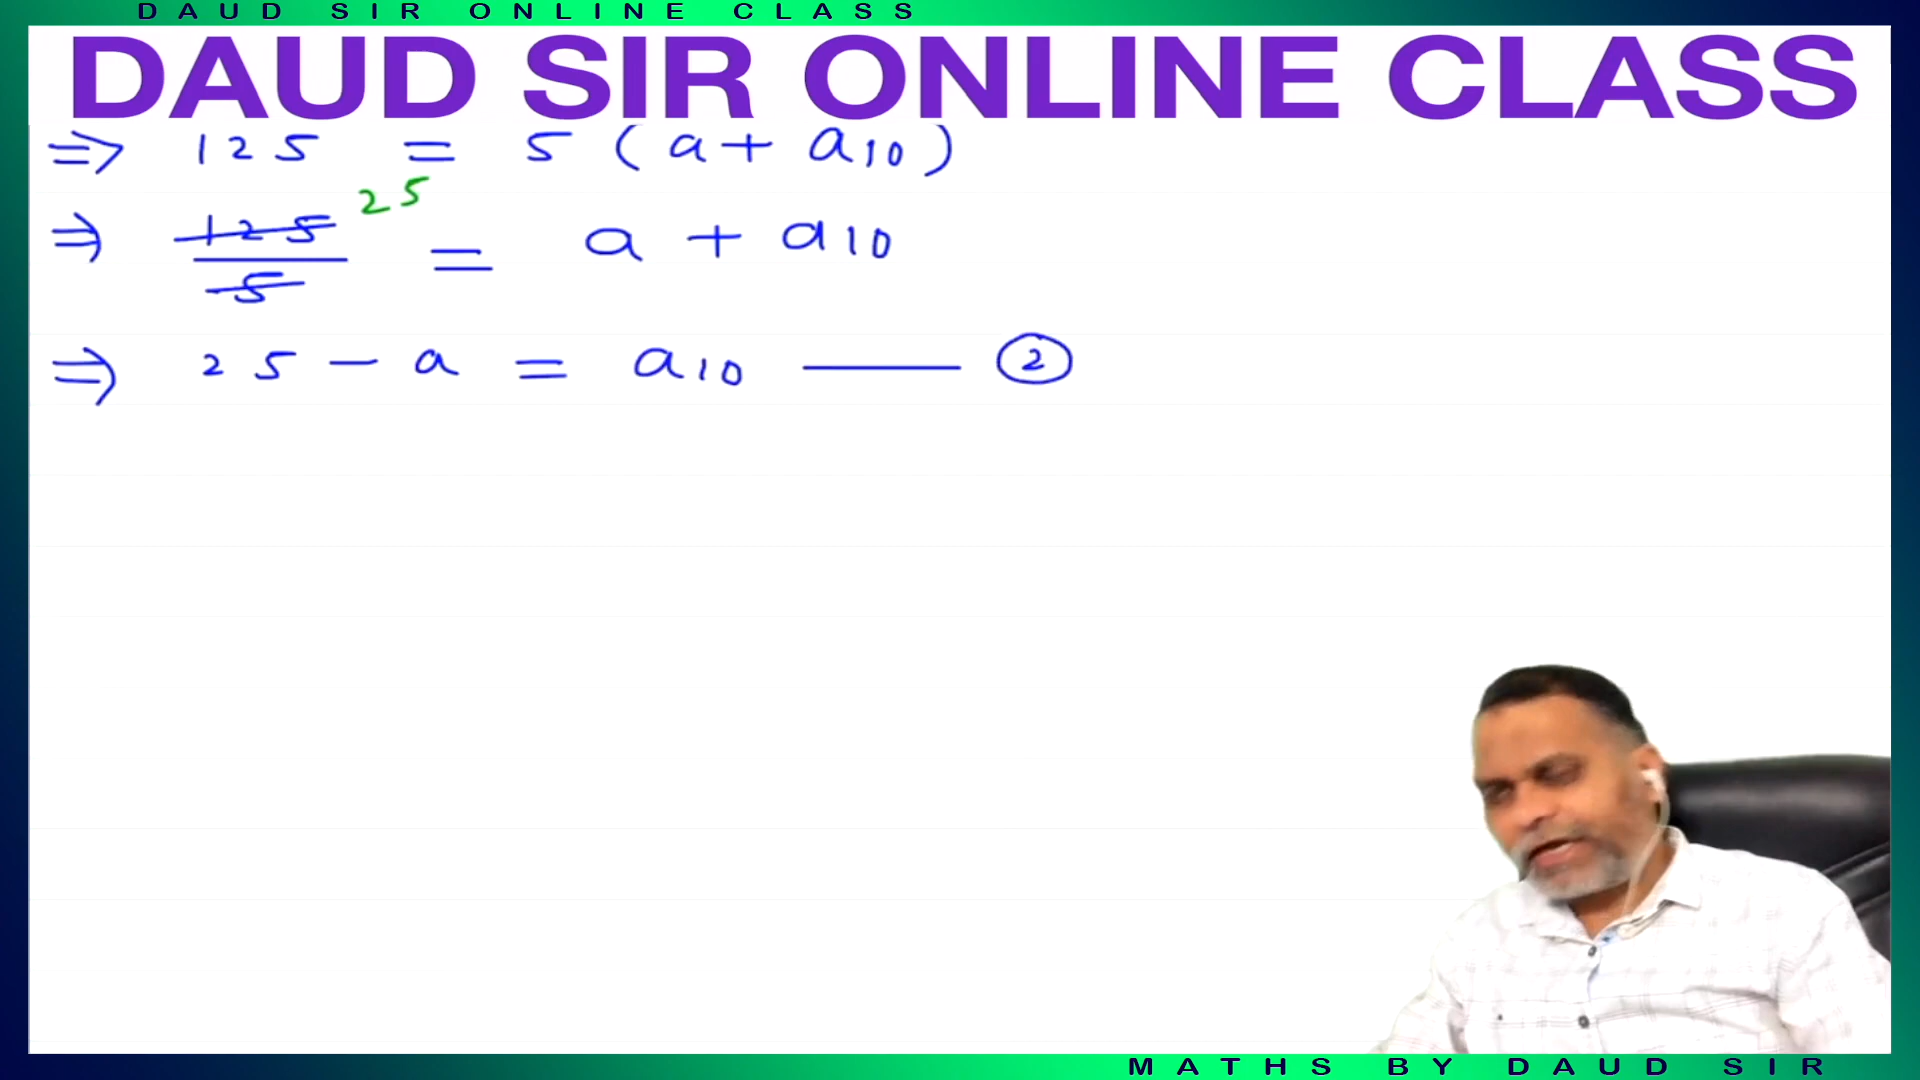 DAUD SIR ONLINE CLASS
DAUD SIR ONLINE CLASS
⇒ 125 = 5 (a + a₁₀)
25
⇒ 125/5 = a + a₁₀
⇒ 25 - a = a₁₀ —— ②
MATHS BY DAUD SIR